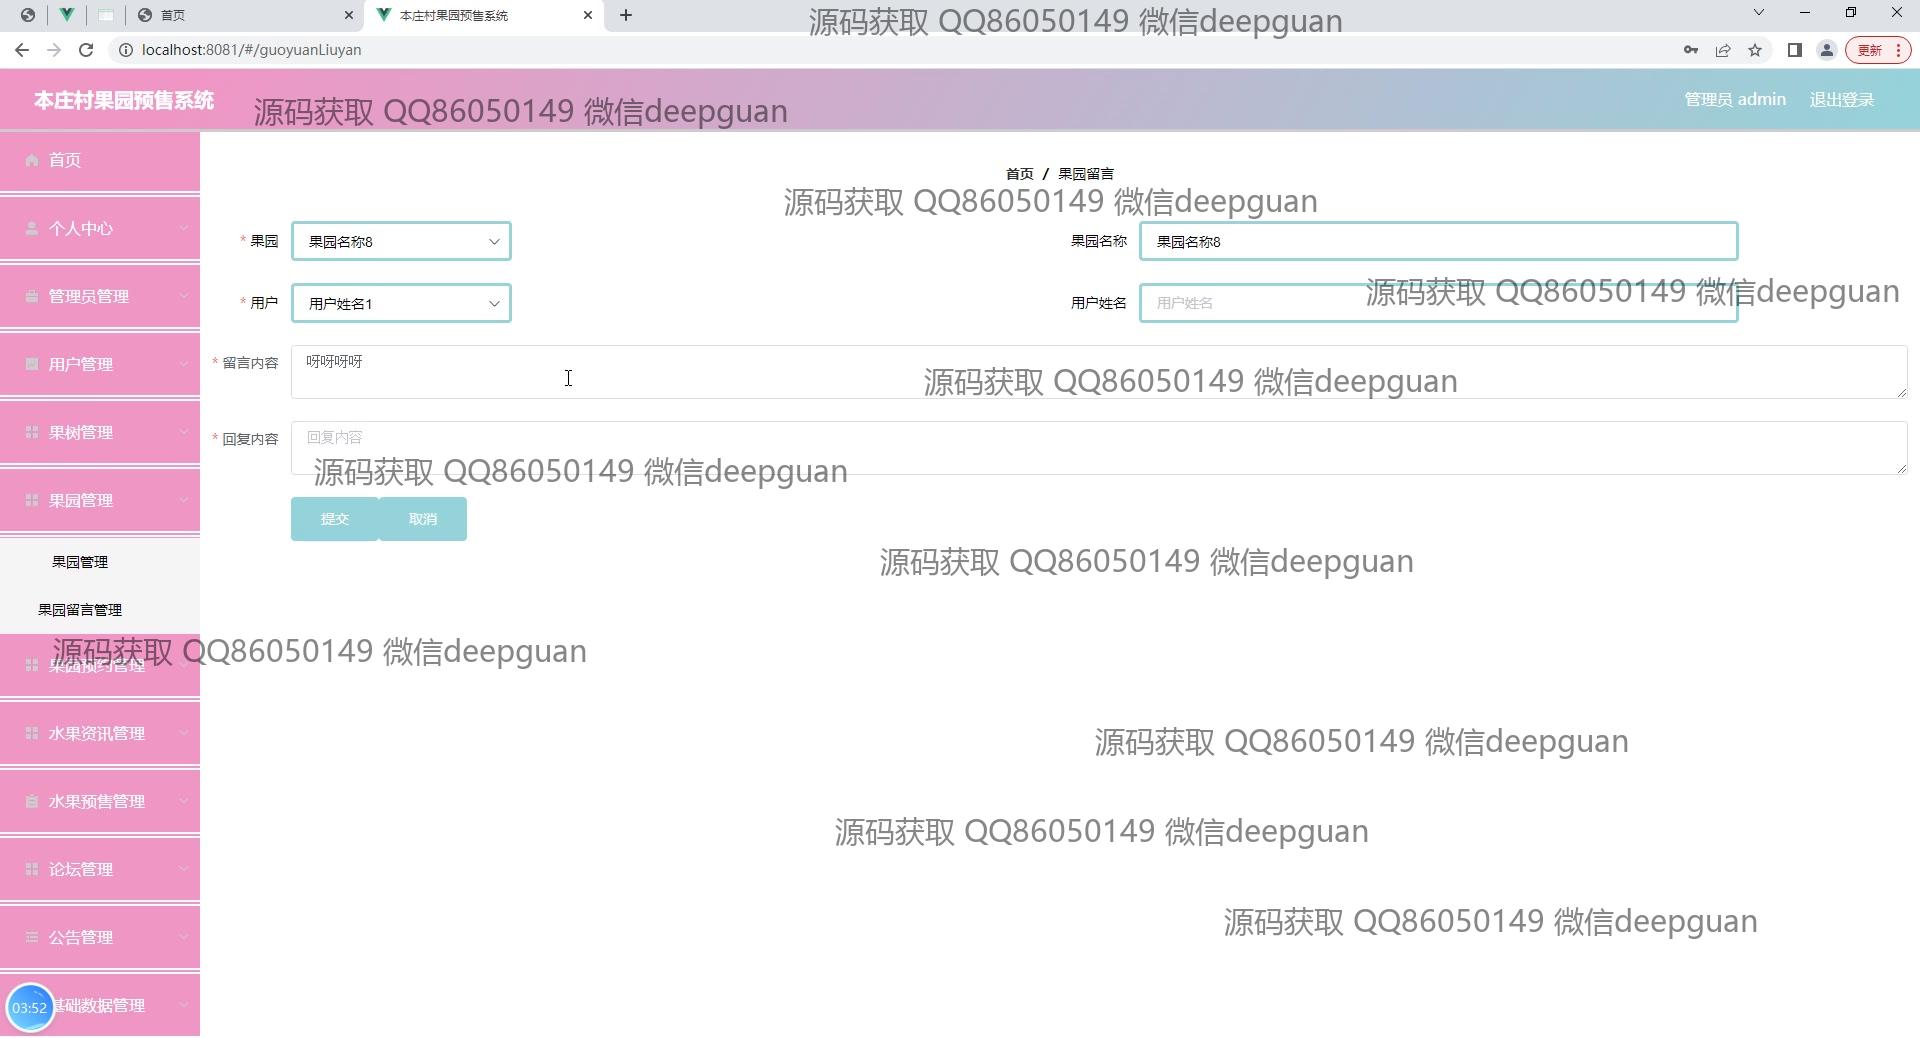 首页
本庄村果园预售系统
源码获取 QQ86050149 微信deepguan
localhost:8081/#/guoyuanLiuyan
更新
本庄村果园预售系统
源码获取 QQ86050149 微信deepguan
管理员 admin
退出登录
首页
个人中心
管理员管理
用户管理
果树管理
果园管理
果园管理
果园留言管理
果园预约管理
水果资讯管理
水果预售管理
论坛管理
公告管理
基础数据管理
03:52
首页 / 果园留言
源码获取 QQ86050149 微信deepguan
* 果园
果园名称8
果园名称
果园名称8
* 用户
用户姓名1
用户姓名
用户姓名
源码获取 QQ86050149 微信deepguan
* 留言内容
呀呀呀呀
源码获取 QQ86050149 微信deepguan
* 回复内容
回复内容
源码获取 QQ86050149 微信deepguan
提交
取消
源码获取 QQ86050149 微信deepguan
源码获取 QQ86050149 微信deepguan
源码获取 QQ86050149 微信deepguan
源码获取 QQ86050149 微信deepguan
源码获取 QQ86050149 微信deepguan